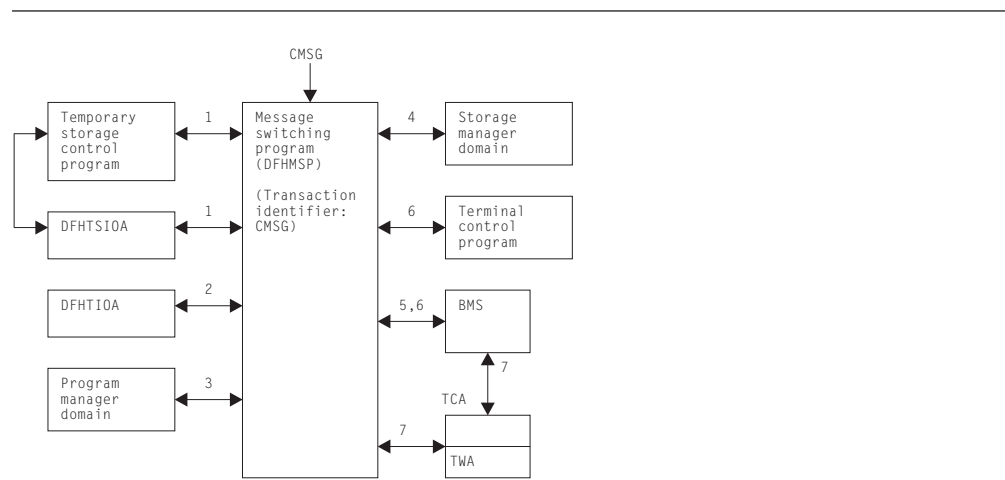 CMSG
Temporary
storage
control
program
1
Message
switching
program
(DFHMSP)
(Transaction
identifier:
CMSG)
4
Storage
manager
domain
DFHTSIOA
1
6
Terminal
control
program
DFHTIOA
2
5,6
BMS
7
Program
manager
domain
3
TCA
7
TWA